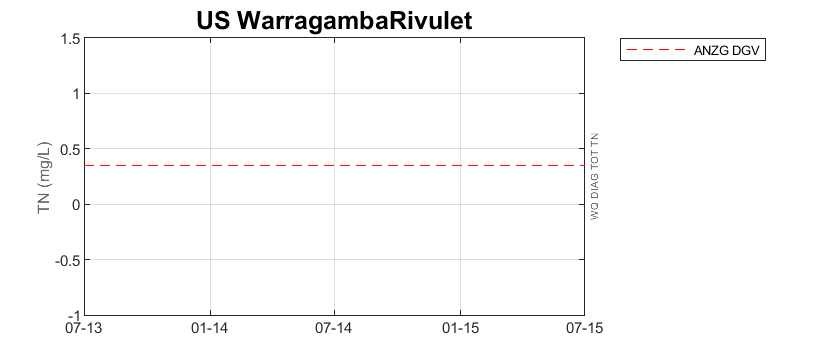 US WarragambaRivulet
ANZG DGV
1.5
1
0.5
0
-0.5
-1
TN (mg/L)
WQ DIAG TOT TN
07-13
01-14
07-14
01-15
07-15